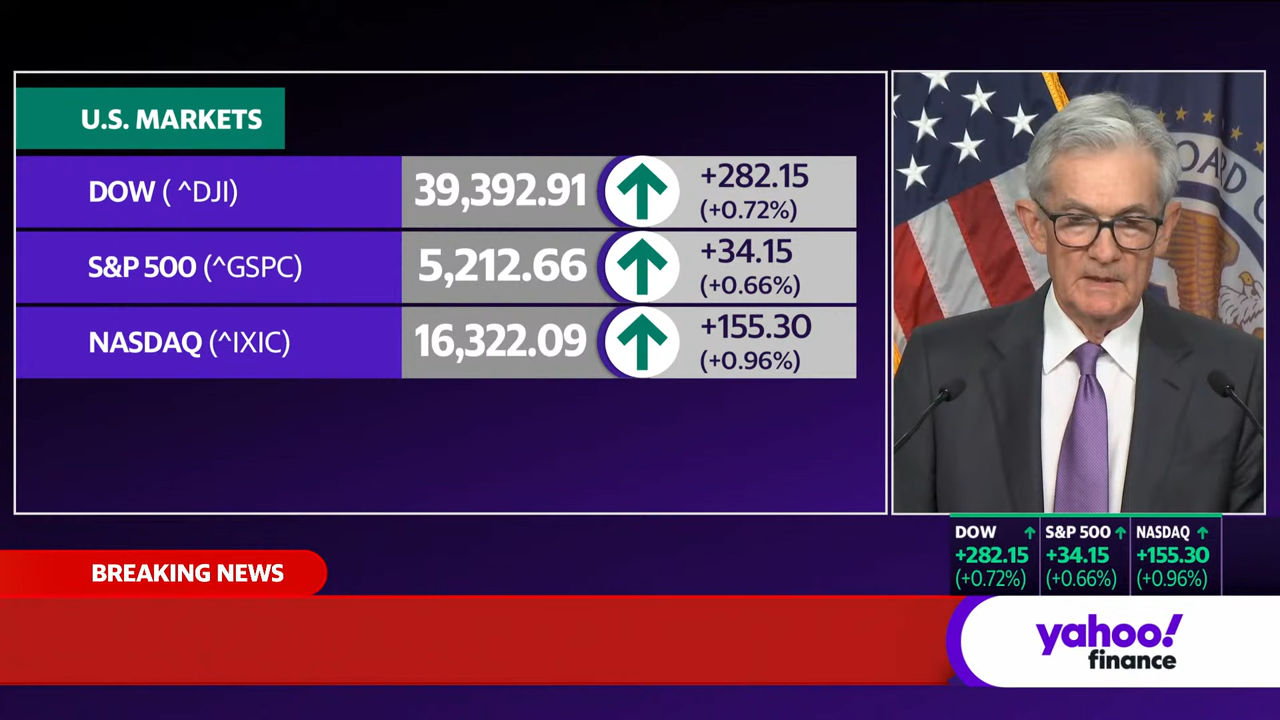 U.S. MARKETS
DOW ( ^DJI)
39,392.91
+282.15
(+0.72%)
S&P 500 (^GSPC)
5,212.66
+34.15
(+0.66%)
NASDAQ (^IXIC)
16,322.09
+155.30
(+0.96%)
OARD
BREAKING NEWS
DOW
+282.15
(+0.72%)
S&P 500
+34.15
(+0.66%)
NASDAQ
+155.30
(+0.96%)
yahoo!
finance